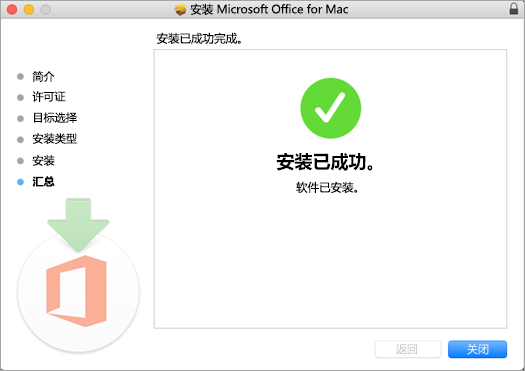 安装 Microsoft Office for Mac
安装已成功完成。
简介
许可证
目标选择
安装类型
安装
汇总
安装已成功。
软件已安装。
返回
关闭